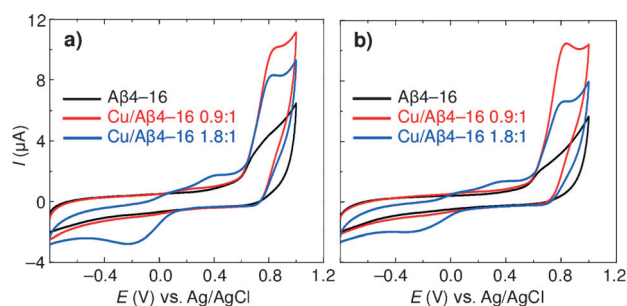 12
8
4
0
−4
I (μA)
a)
Aβ4–16
Cu/Aβ4–16 0.9:1
Cu/Aβ4–16 1.8:1
−0.4 0.0 0.4 0.8 1.2
E (V) vs. Ag/AgCl
b)
Aβ4–16
Cu/Aβ4–16 0.9:1
Cu/Aβ4–16 1.8:1
−0.4 0.0 0.4 0.8 1.2
E (V) vs. Ag/AgCl